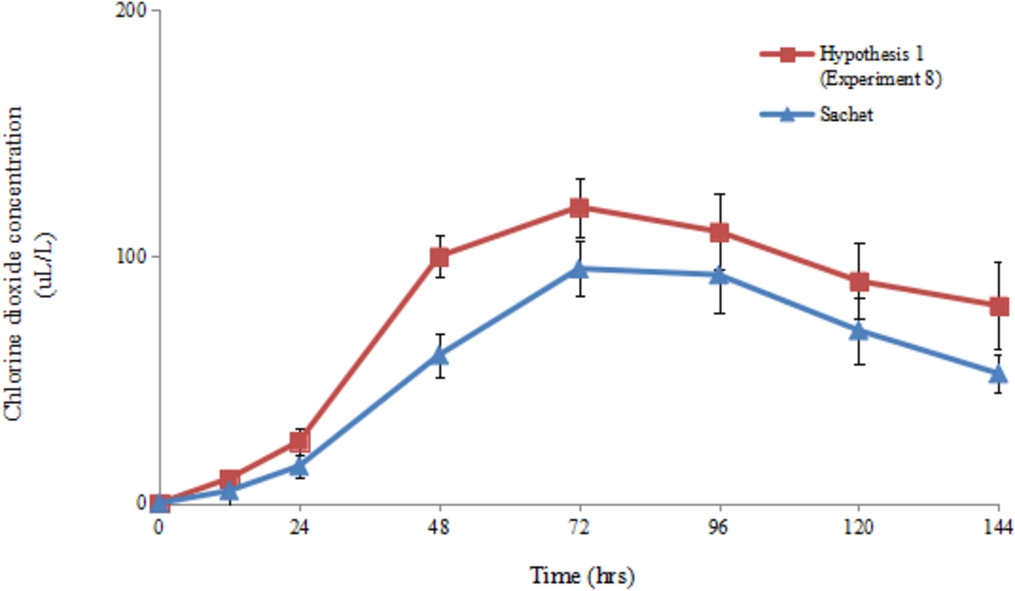 200
100
0
Chlorine dioxide concentration
(uL/L)
Hypothesis 1
(Experiment 8)
Sachet
0 24 48 72 96 120 144
Time (hrs)